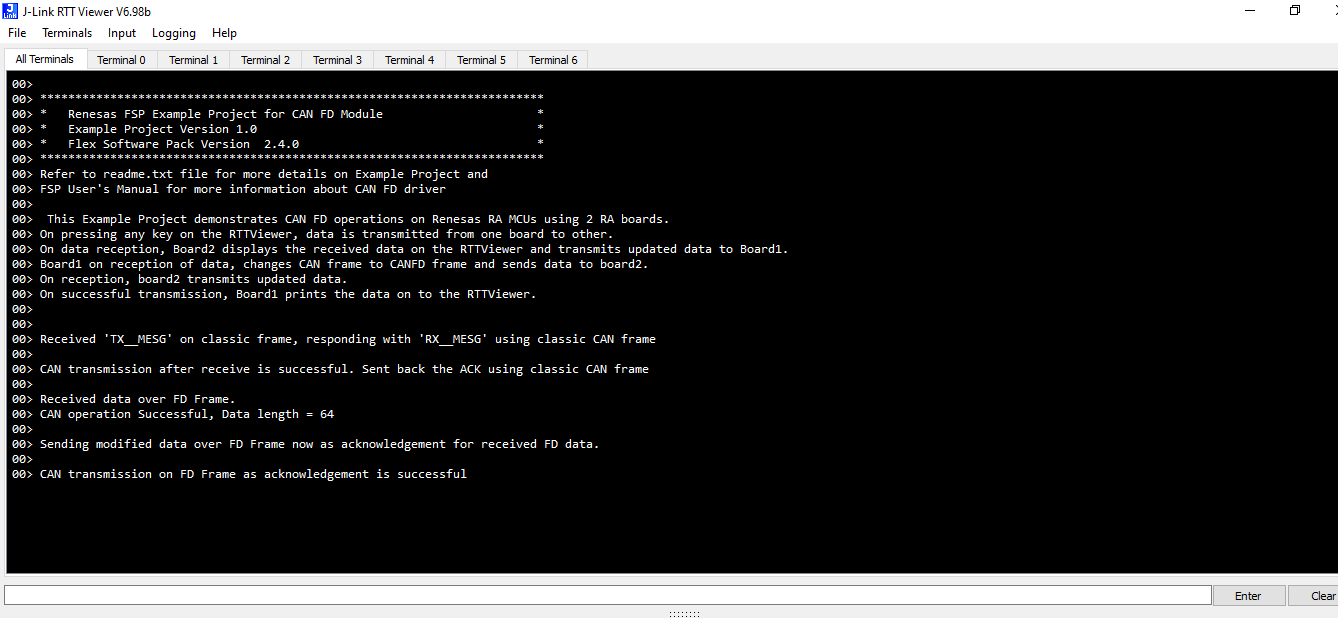 J-Link RTT Viewer V6.98b
File Terminals Input Logging Help
All Terminals Terminal 0 Terminal 1 Terminal 2 Terminal 3 Terminal 4 Terminal 5 Terminal 6
00>
00> ************************************************************************
00> *   Renesas FSP Example Project for CAN FD Module                      *
00> *   Example Project Version 1.0                                        *
00> *   Flex Software Pack Version  2.4.0                                  *
00> ************************************************************************
00> Refer to readme.txt file for more details on Example Project and
00> FSP User's Manual for more information about CAN FD driver
00>
00>  This Example Project demonstrates CAN FD operations on Renesas RA MCUs using 2 RA boards.
00> On pressing any key on the RTTViewer, data is transmitted from one board to other.
00> On data reception, Board2 displays the received data on the RTTViewer and transmits updated data to Board1.
00> Board1 on reception of data, changes CAN frame to CANFD frame and sends data to board2.
00> On reception, board2 transmits updated data.
00> On successful transmission, Board1 prints the data on to the RTTViewer.
00>
00>
00> Received 'TX__MESG' on classic frame, responding with 'RX__MESG' using classic CAN frame
00>
00> CAN transmission after receive is successful. Sent back the ACK using classic CAN frame
00>
00> Received data over FD Frame.
00> CAN operation Successful, Data length = 64
00>
00> Sending modified data over FD Frame now as acknowledgement for received FD data.
00>
00> CAN transmission on FD Frame as acknowledgement is successful
Enter Clear